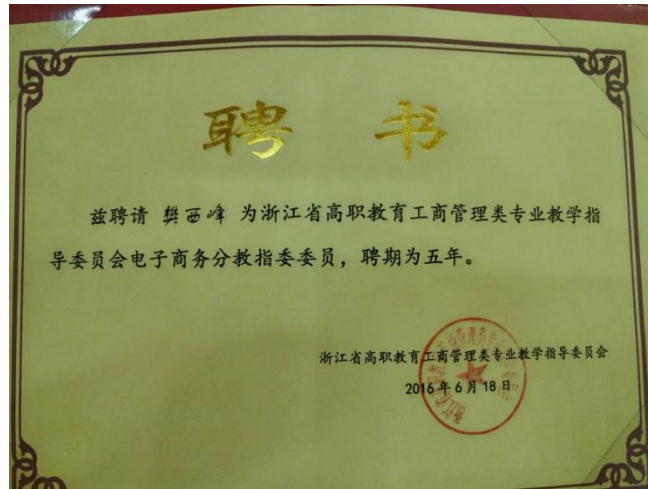 聘 书
兹聘请 樊西峰 为浙江省高职教育工商管理类专业教学指
导委员会电子商务分教指委委员，聘期为五年。
浙江省高职教育工商管理类专业教学指导委员会
2016年6月18日